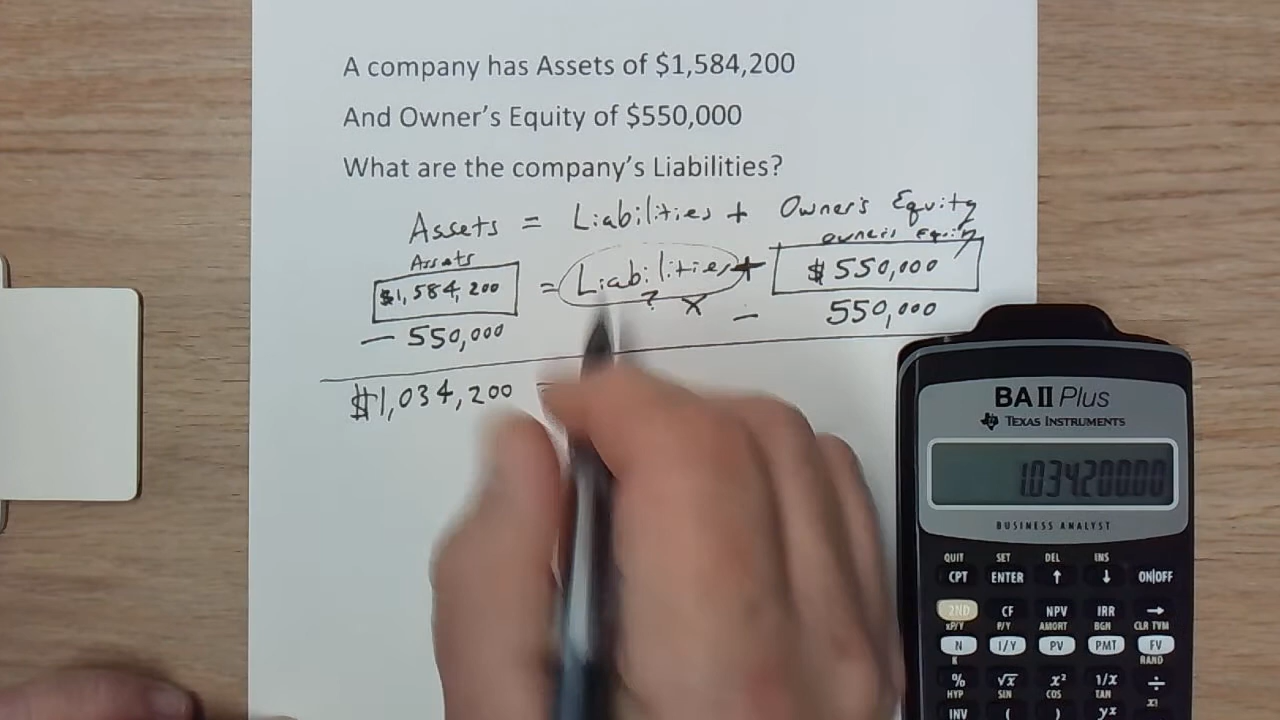 A company has Assets of $1,584,200
And Owner's Equity of $550,000
What are the company's Liabilities?
Assets = Liabilities + Owner's Equity
Assets
Owner's Equity
$1,584,200 = Liabilities + $550,000
? X
— 550,000 — 550,000
$1,034,200 =
BA II Plus
TEXAS INSTRUMENTS
1,034,200.00
BUSINESS ANALYST
QUIT SET DEL INS
CPT ENTER ↑ ↓ ON|OFF
2ND CF NPV IRR →
xP/Y P/Y AMORT BGN CLR TVM
N I/Y PV PMT FV
K RAND
% √x x² 1/x ÷
HYP SIN COS TAN x!
INV ( ) yˣ